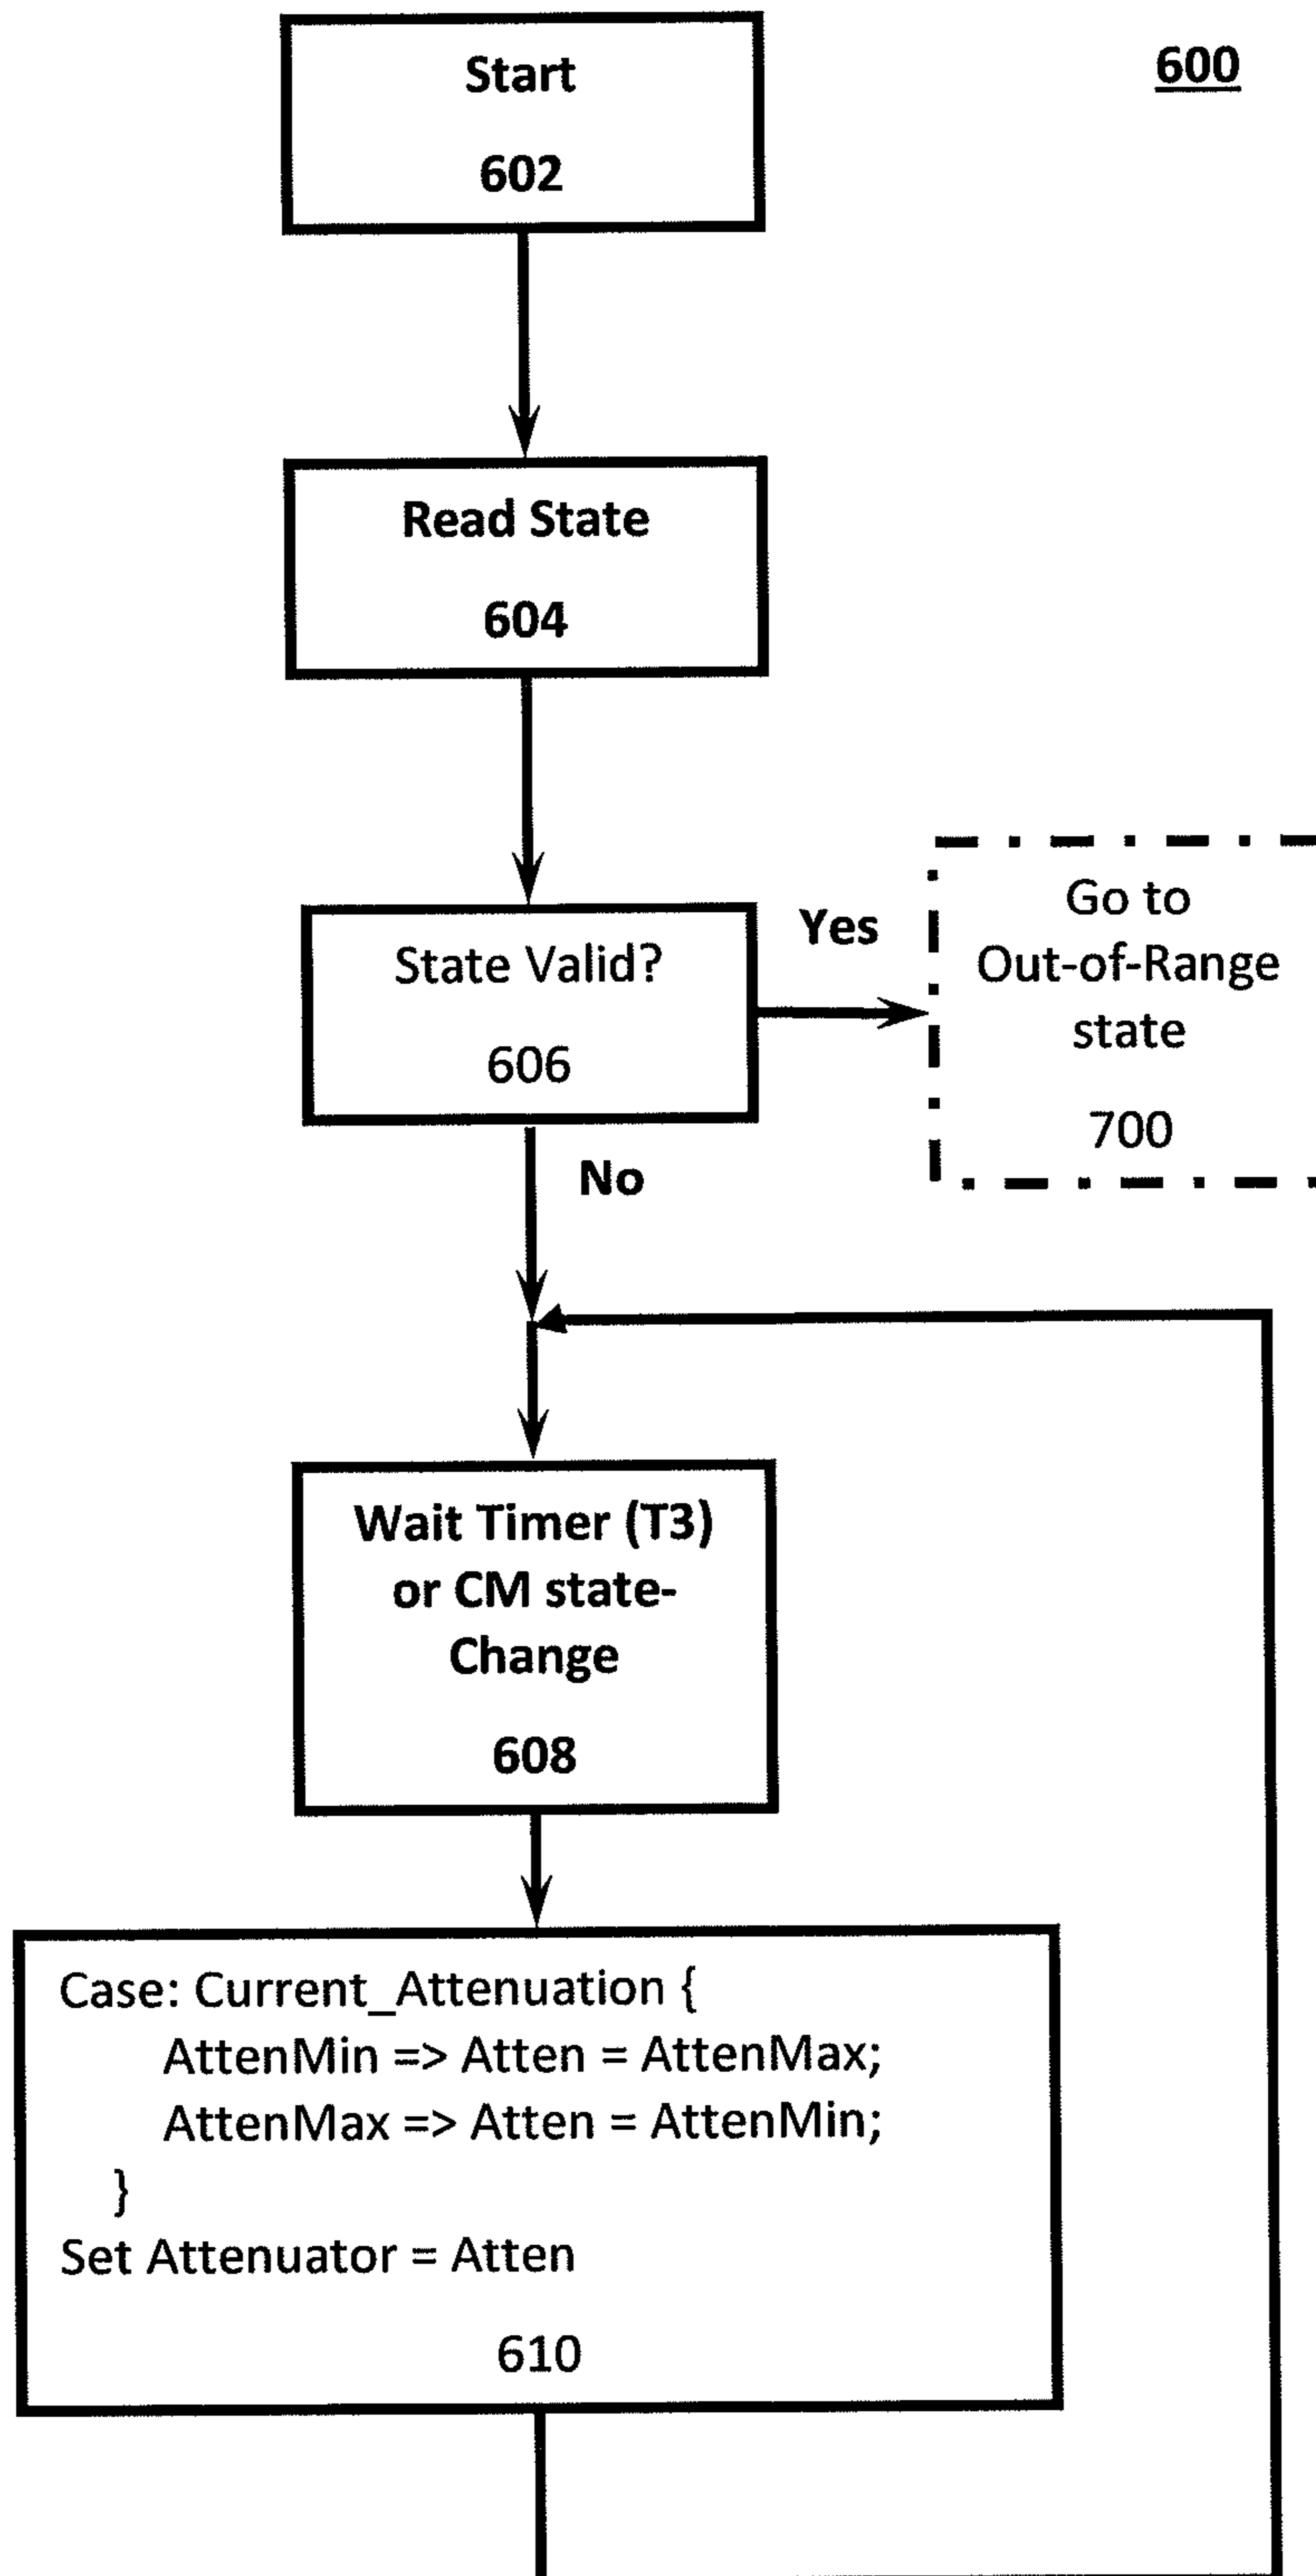 600
Start
602
Read State
604
State Valid?
606
Yes
Go to
Out-of-Range
state
700
No
Wait Timer (T3)
or CM state-
Change
608
Case: Current_Attenuation {
AttenMin => Atten = AttenMax;
AttenMax => Atten = AttenMin;
}
Set Attenuator = Atten
610